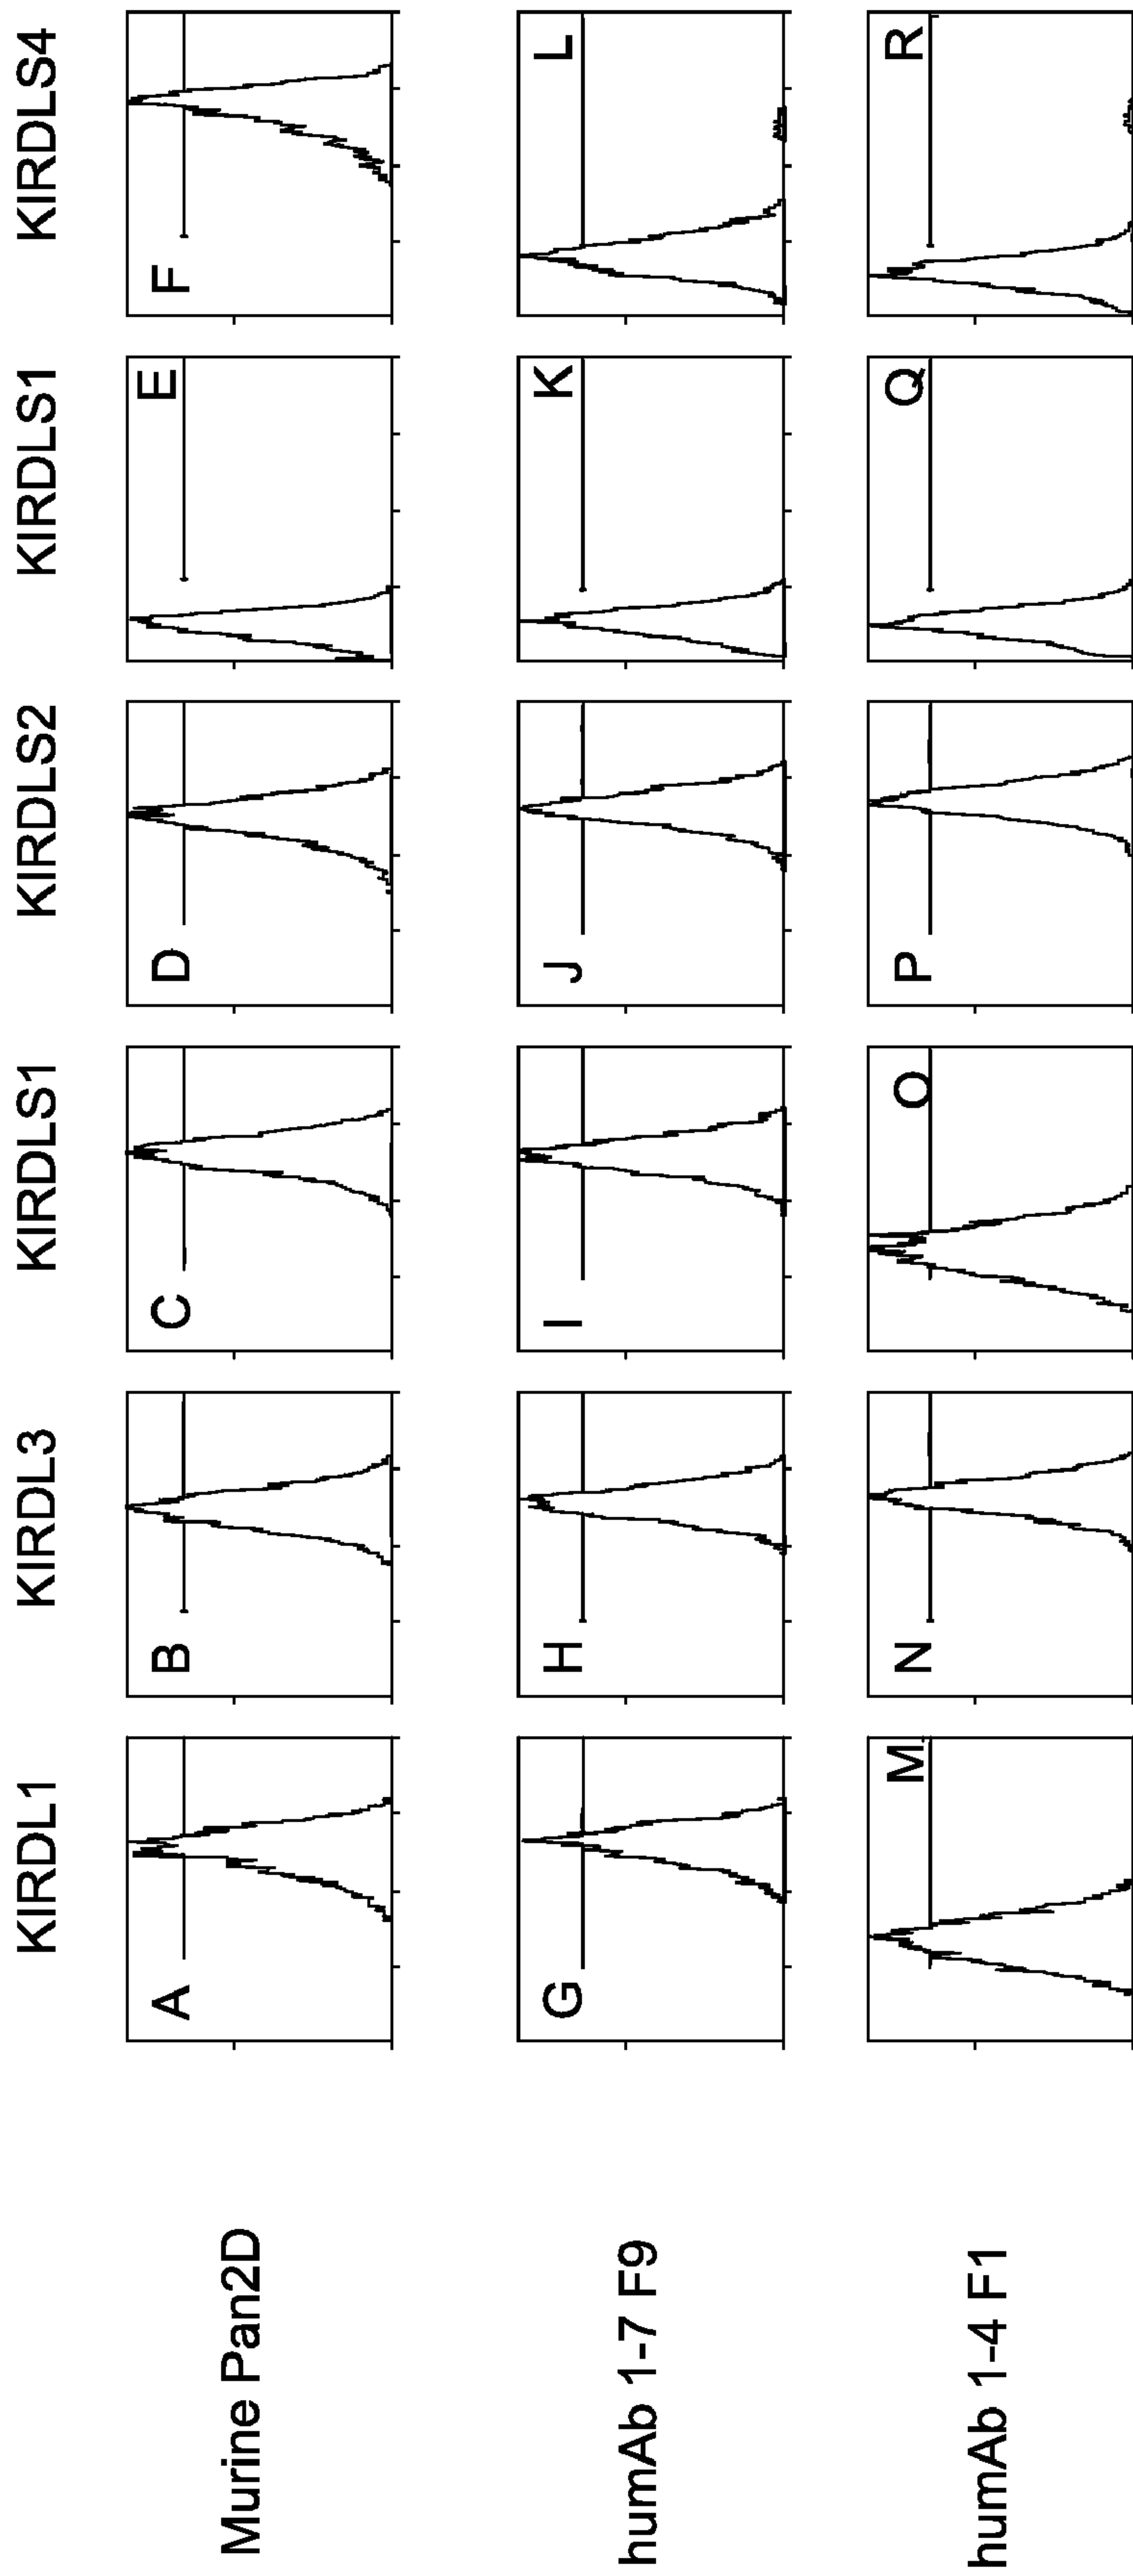 KIRDL1 KIRDL3 KIRDLS1 KIRDLS2 KIRDLS1 KIRDLS4
Murine Pan2D
A B C D E F
humAb 1-7 F9
G H I J K L
humAb 1-4 F1
M N O P Q R